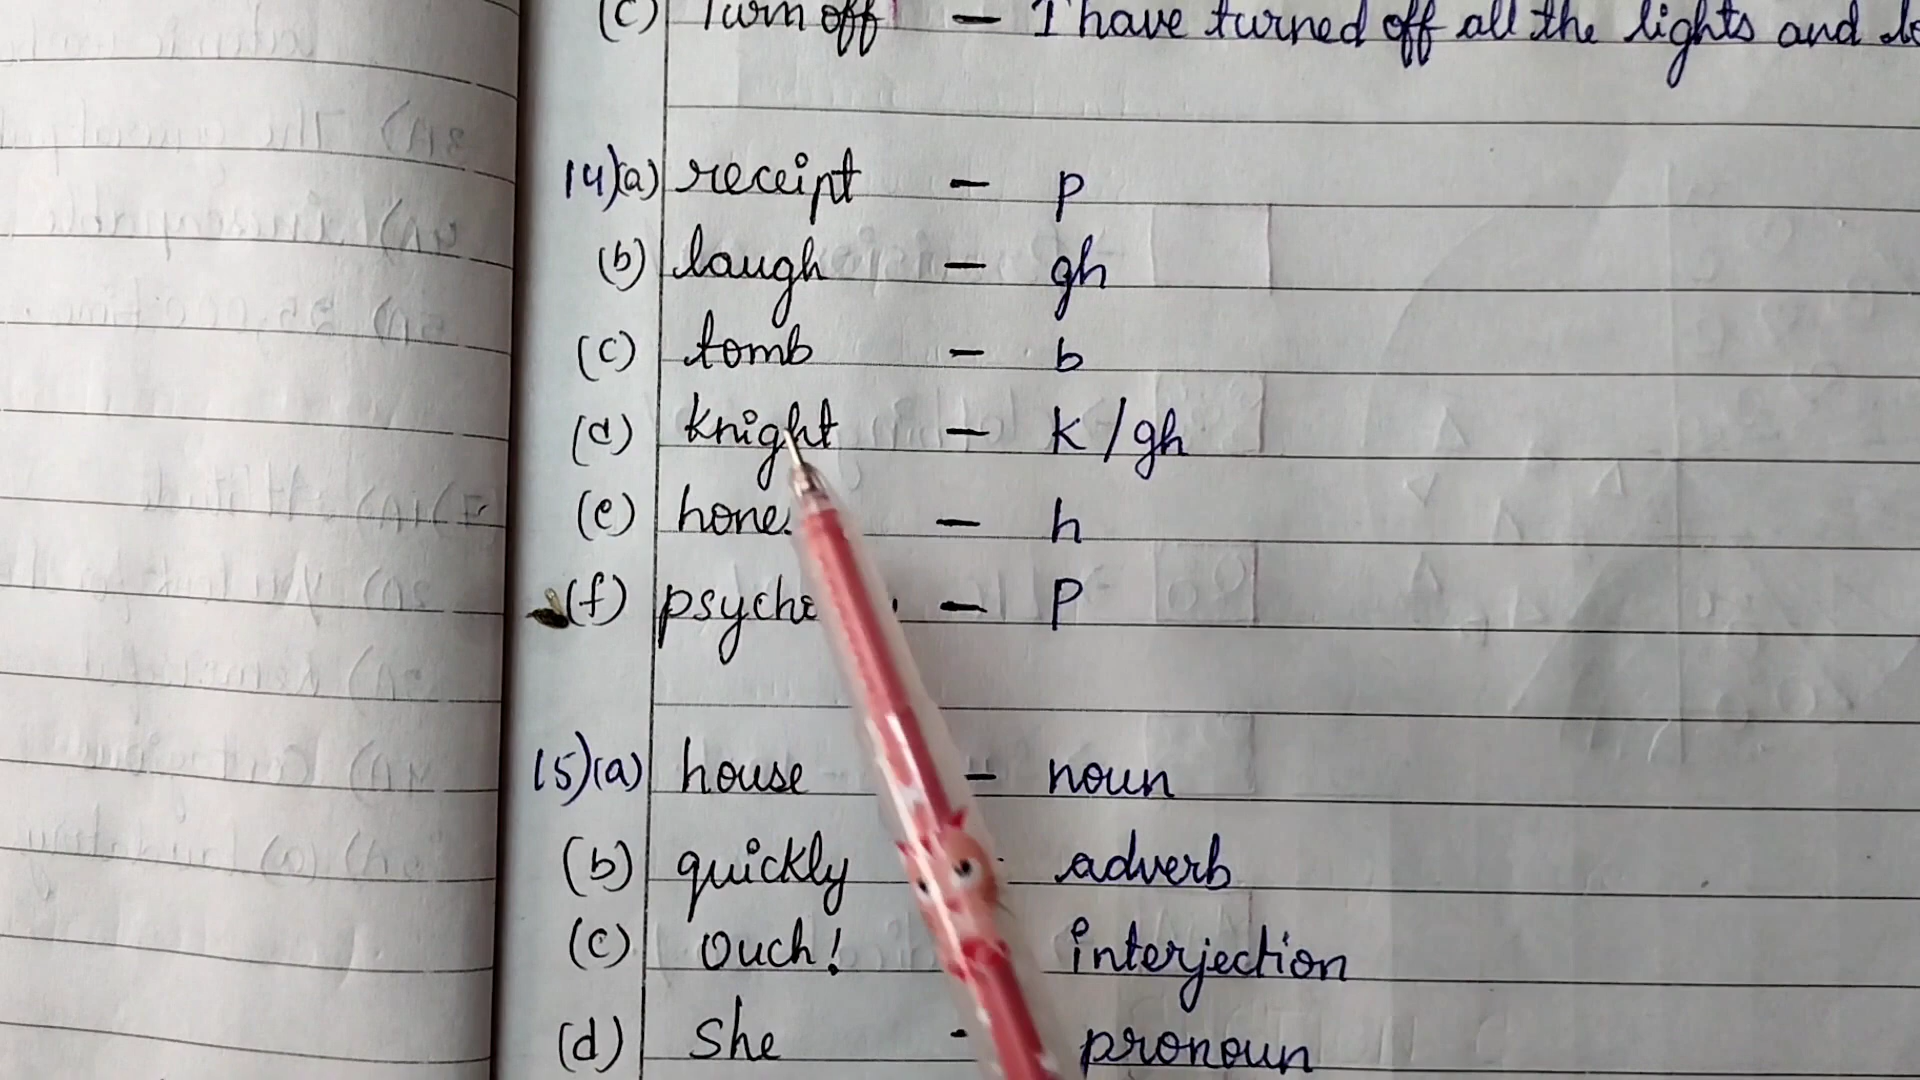 (c) Turn off – I have turned off all the lights and
14)(a) receipt – p
(b) laugh – gh
(c) tomb – b
(d) knight – k/gh
(e) – h
(f) – P
15)(a) house – noun
(b) quickly – adverb
(c) Ouch! interjection
(d) She - pronoun